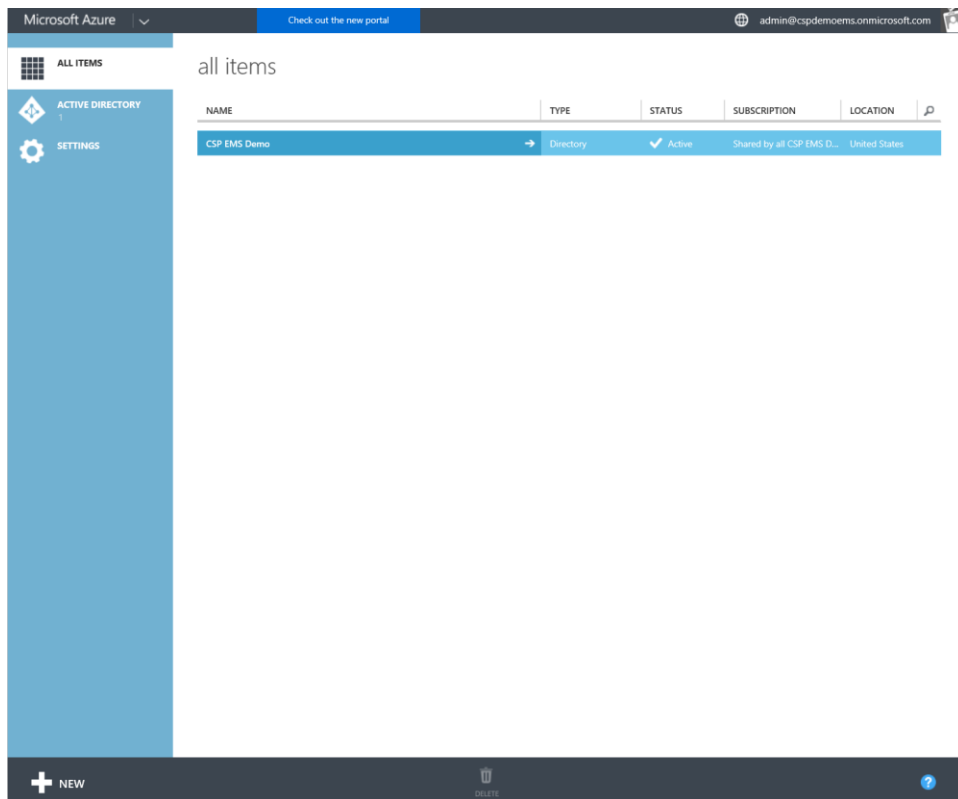 Microsoft Azure
Check out the new portal
admin@cspdemoems.onmicrosoft.com
ALL ITEMS
ACTIVE DIRECTORY
1
SETTINGS
all items
NAME TYPE STATUS SUBSCRIPTION LOCATION
CSP EMS Demo Directory Active Shared by all CSP EMS D... United States
NEW
DELETE
?